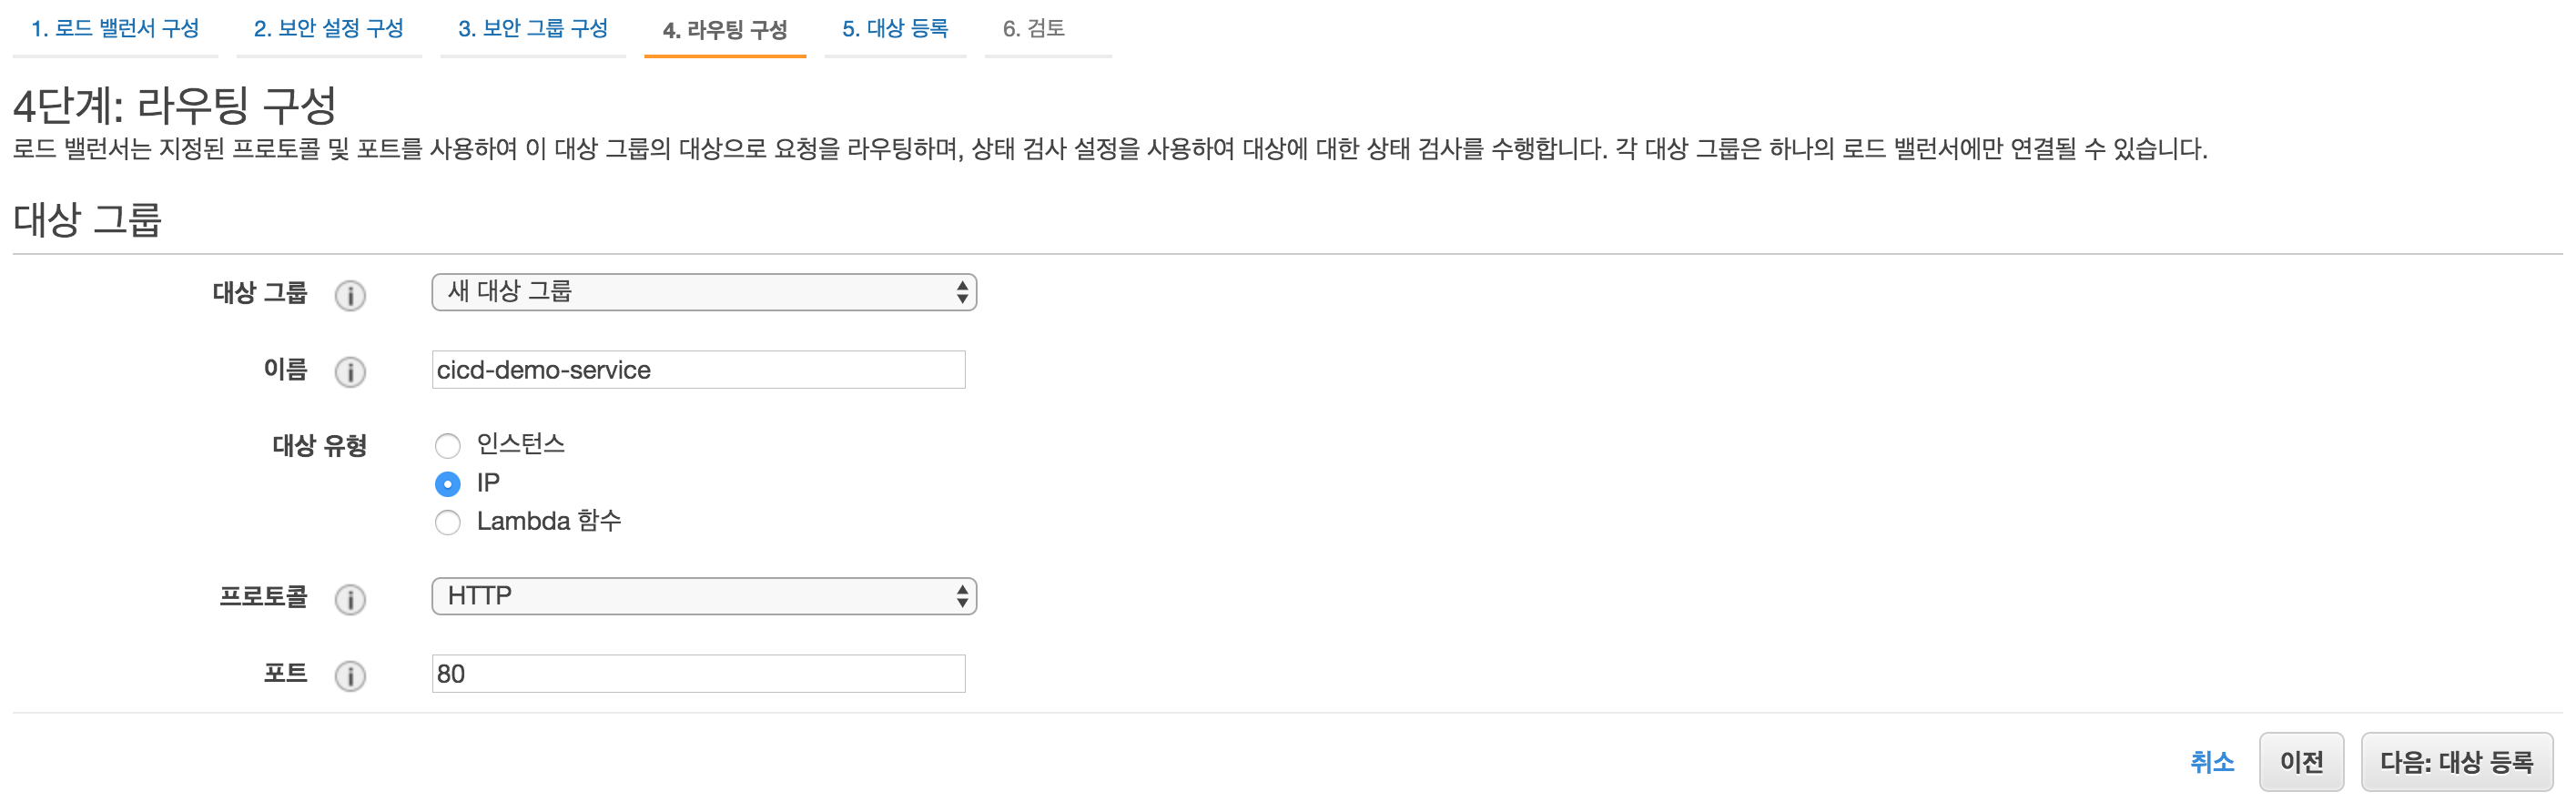 1. 로드 밸런서 구성 2. 보안 설정 구성 3. 보안 그룹 구성 4. 라우팅 구성 5. 대상 등록 6. 검토
4단계: 라우팅 구성
로드 밸런서는 지정된 프로토콜 및 포트를 사용하여 이 대상 그룹의 대상으로 요청을 라우팅하며, 상태 검사 설정을 사용하여 대상에 대한 상태 검사를 수행합니다. 각 대상 그룹은 하나의 로드 밸런서에만 연결될 수 있습니다.
대상 그룹
대상 그룹 새 대상 그룹
이름 cicd-demo-service
대상 유형 인스턴스
IP
Lambda 함수
프로토콜 HTTP
포트 80
취소 이전 다음: 대상 등록